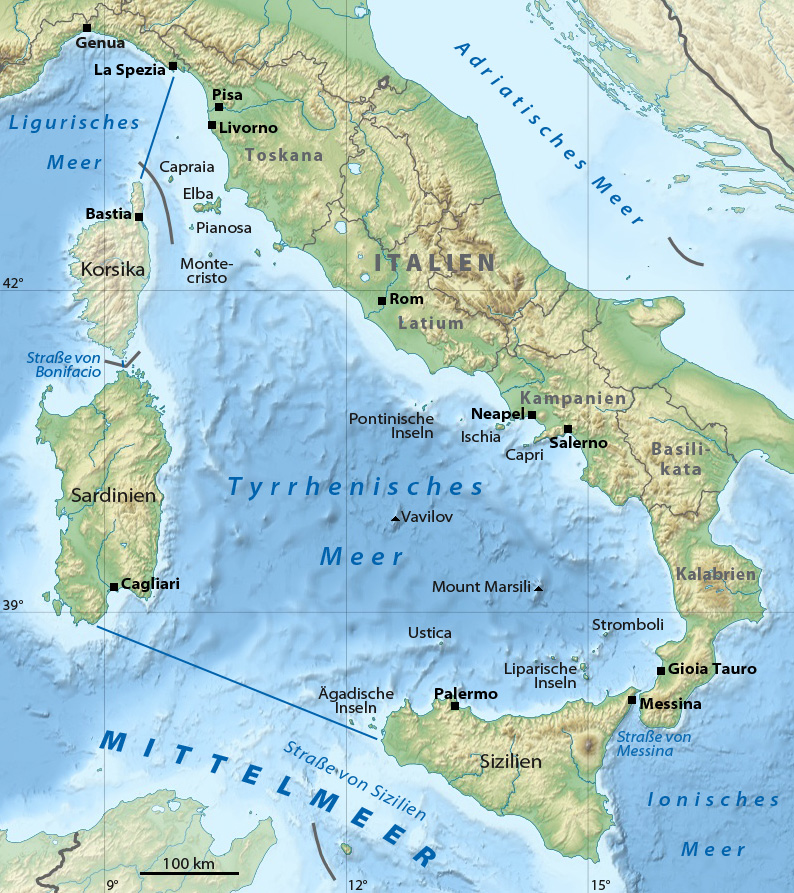 Genua
La Spezia
Pisa
Livorno
Adriatisches Meer
Ligurisches
Meer
Toskana
Capraia
Elba
Pianosa
Bastia
Korsika
Monte-
cristo
ITALIEN
42°
Rom
Latium
Straße von
Bonifacio
Kampanien
Pontinische
Inseln
Neapel
Ischia
Salerno
Capri
Basili-
kata
Sardinien
Tyrrhenisches
Meer
Vavilov
Kalabrien
Cagliari
Mount Marsili
39°
Stromboli
Ustica
Liparische
Inseln
Gioia Tauro
Ägadische
Inseln
Palermo
Messina
Straße von
Messina
Sizilien
MITTELMEER
Straße von Sizilien
Ionisches
Meer
100 km
9°
12°
15°